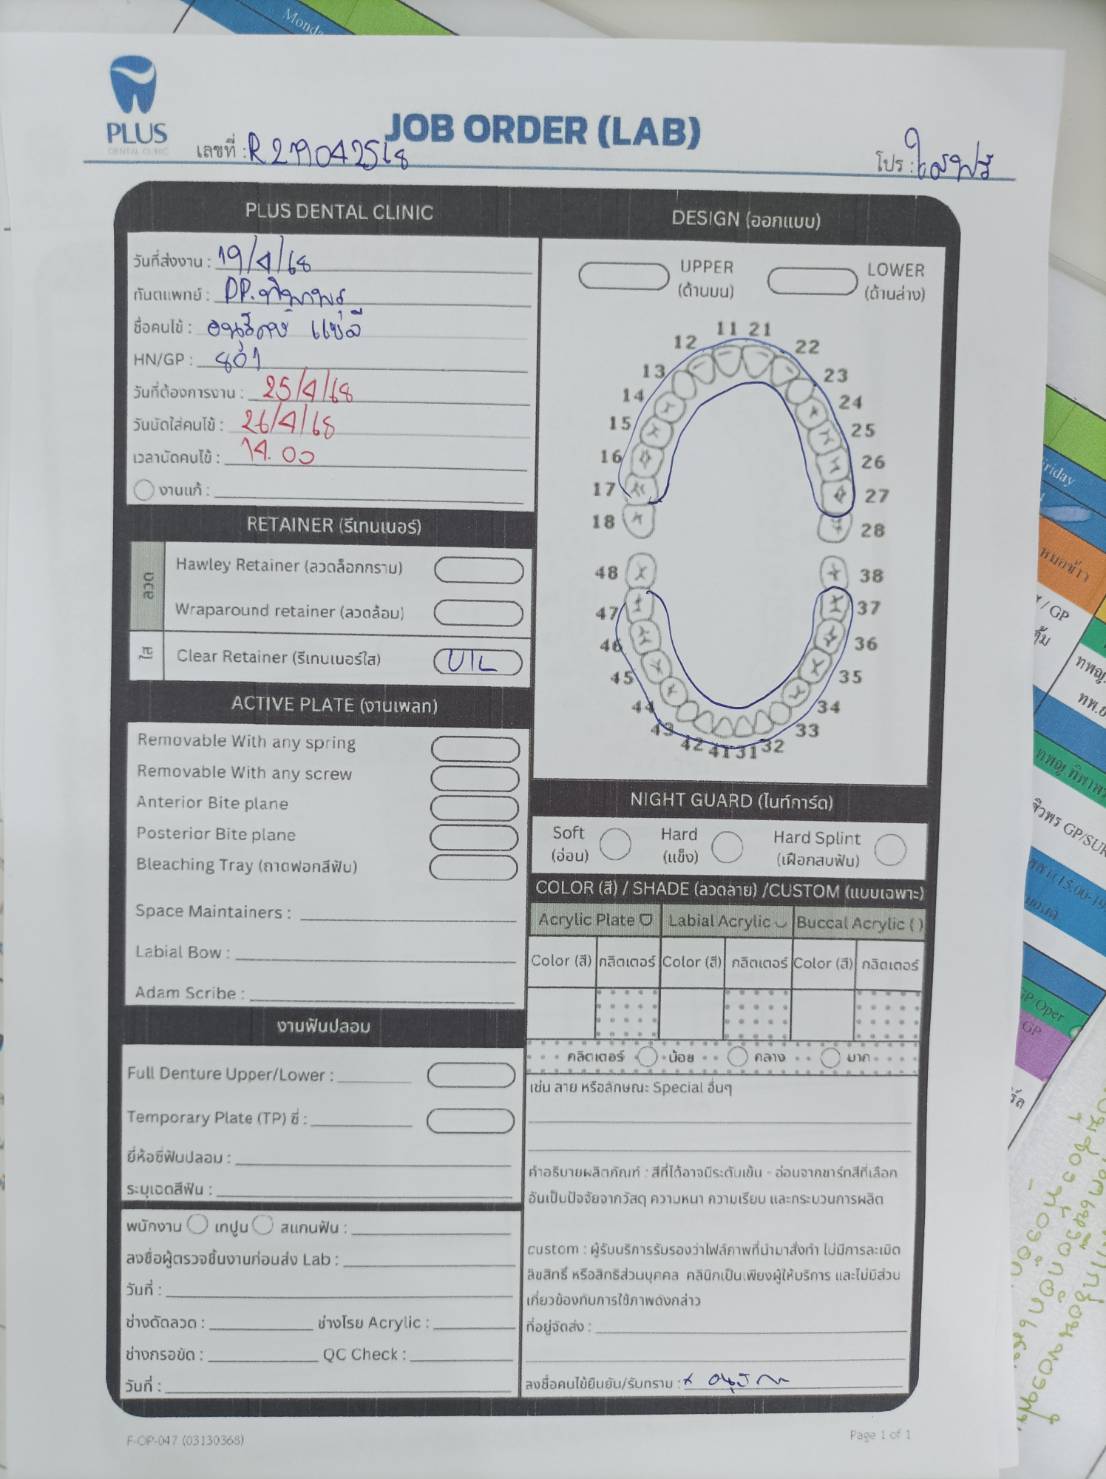 Monda
PLUS
DENTAL CLINIC
JOB ORDER (LAB)
เลขที่ : R219042568
โปร : ใสฟรี
PLUS DENTAL CLINIC
วันที่ส่งงาน : 19/4/68
ทันตแพทย์ :
ชื่อคนไข้ : แซ่ลี
HN/GP : 801
วันที่ต้องการงาน : 25/4/68
วันนัดใส่คนไข้ : 26/4/68
เวลานัดคนไข้ : 14.00
งานแก้ :
RETAINER (รีเทนเนอร์)
ลวด
Hawley Retainer (ลวดล็อกกราม)
Wraparound retainer (ลวดล้อม)
ใส
Clear Retainer (รีเทนเนอร์ใส) U/L
ACTIVE PLATE (งานเพลท)
Removable With any spring
Removable With any screw
Anterior Bite plane
Posterior Bite plane
Bleaching Tray (ถาดฟอกสีฟัน)
Space Maintainers :
Labial Bow :
Adam Scribe :
งานฟันปลอม
Full Denture Upper/Lower :
Temporary Plate (TP) ซี่ :
ยี่ห้อซี่ฟันปลอม :
ระบุเฉดสีฟัน :
พนักงาน เทปูน สแกนฟัน :
ลงชื่อผู้ตรวจชิ้นงานก่อนส่ง Lab :
วันที่ :
ช่างดัดลวด : ช่างโรย Acrylic :
ช่างกรอขัด : QC Check :
วันที่ :
DESIGN (ออกแบบ)
UPPER
(ด้านบน)
LOWER
(ด้านล่าง)
11 21
12 22
13 23
14 24
15 25
16 26
17 27
18 28
48 38
47 37
46 36
45 35
44 34
43 33
42 41 31 32
NIGHT GUARD (ไนท์การ์ด)
Soft
(อ่อน)
Hard
(แข็ง)
Hard Splint
(เฝือกสบฟัน)
COLOR (สี) / SHADE (ลวดลาย) /CUSTOM (แบบเฉพาะ)
Acrylic Plate Labial Acrylic Buccal Acrylic ( )
Color (สี) กลิตเตอร์ Color (สี) กลิตเตอร์ Color (สี) กลิตเตอร์
กลิตเตอร์ น้อย กลาง มาก
เช่น ลาย หรือลักษณะ Special อื่นๆ
คำอธิบายผลิตภัณฑ์ : สีที่ได้อาจมีระดับเข้ม - อ่อนจากชาร์ทสีที่เลือก
อันเป็นปัจจัยจากวัสดุ ความหนา ความเรียบ และกระบวนการผลิต
custom : ผู้รับบริการรับรองว่าไฟล์ภาพที่นำมาสั่งทำ ไม่มีการละเมิด
ลิขสิทธิ์ หรือสิทธิส่วนบุคคล คลินิกเป็นเพียงผู้ให้บริการ และไม่มีส่วน
เกี่ยวข้องกับการใช้ภาพดังกล่าว
ที่อยู่จัดส่ง :
ลงชื่อคนไข้ยืนยัน/รับทราบ : x
F-OP-047 (03130368)
Page 1 of 1
riday
/ GP
GP/SUR
GP/Oper
GP